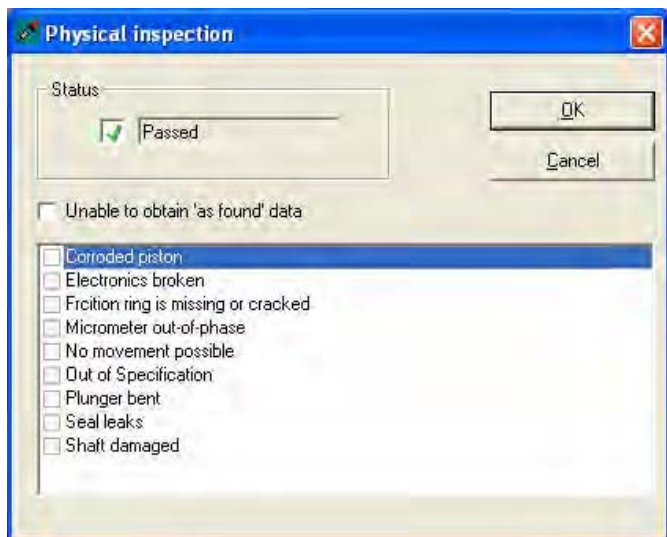 Physical inspection
Status
Passed
OK
Cancel
Unable to obtain 'as found' data
Corroded piston
Electronics broken
Frcition ring is missing or cracked
Micrometer out-of-phase
No movement possible
Out of Specification
Plunger bent
Seal leaks
Shaft damaged